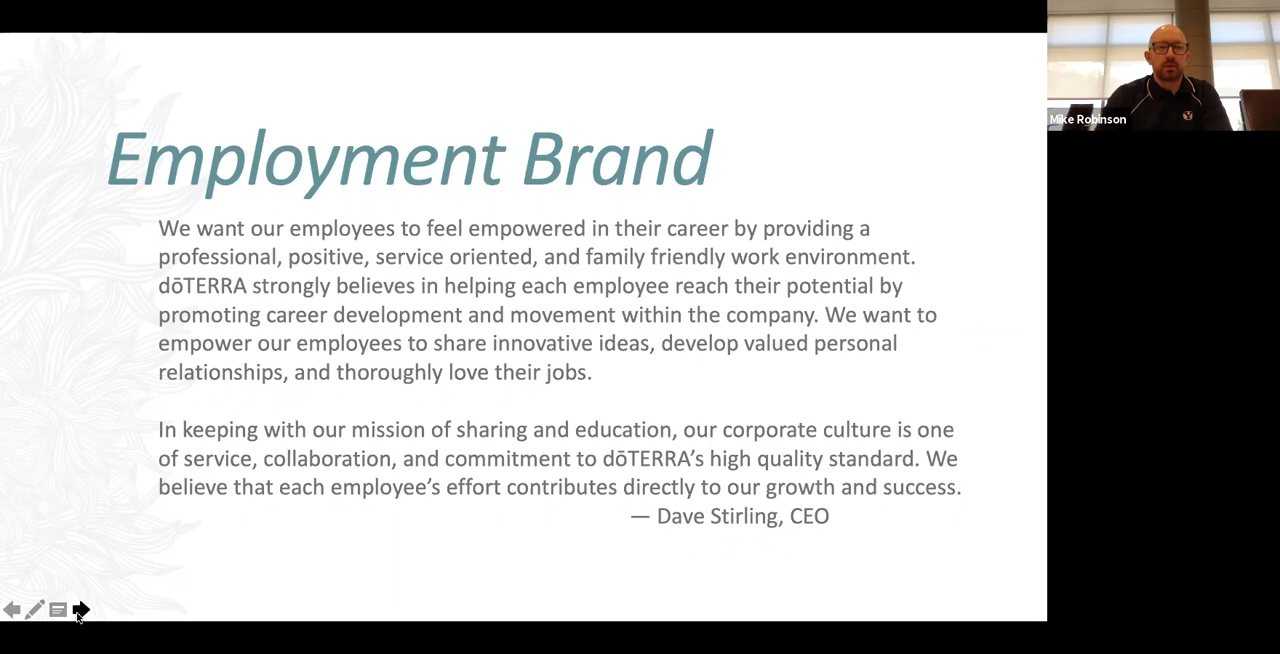 Employment Brand
We want our employees to feel empowered in their career by providing a
professional, positive, service oriented, and family friendly work environment.
dōTERRA strongly believes in helping each employee reach their potential by
promoting career development and movement within the company. We want to
empower our employees to share innovative ideas, develop valued personal
relationships, and thoroughly love their jobs.
In keeping with our mission of sharing and education, our corporate culture is one
of service, collaboration, and commitment to dōTERRA’s high quality standard. We
believe that each employee’s effort contributes directly to our growth and success.
— Dave Stirling, CEO
Mike Robinson